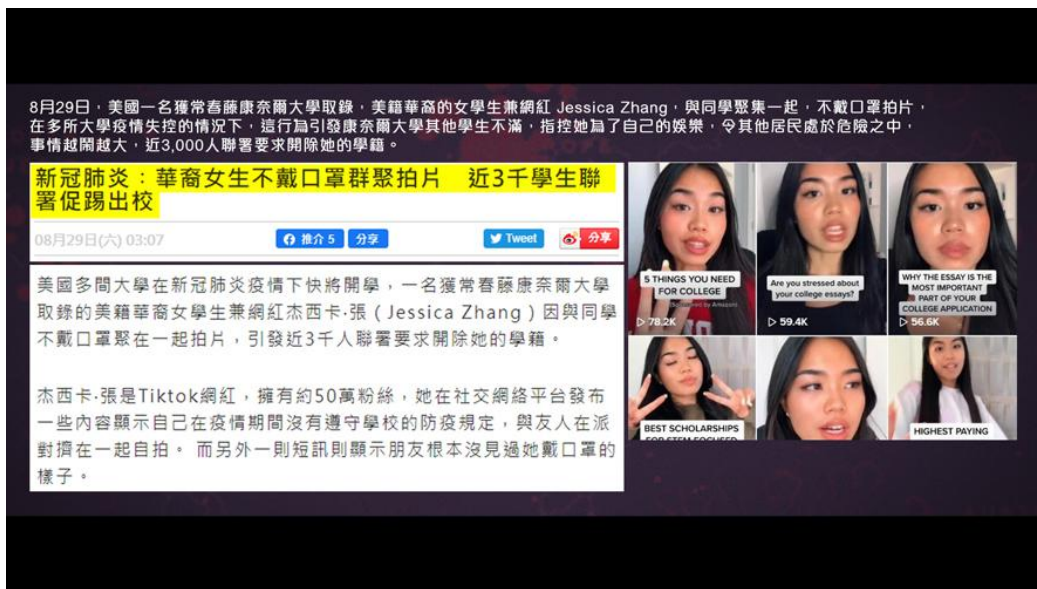 8月29日，美國一名獲常春藤康奈爾大學取錄，美籍華裔的女學生兼網紅 Jessica Zhang，與同學聚集一起，不戴口罩拍片，
在多所大學疫情失控的情況下，這行為引發康奈爾大學其他學生不滿，指控她為了自己的娛樂，令其他居民處於危險之中，
事情越鬧越大，近3,000人聯署要求開除她的學籍。
新冠肺炎：華裔女生不戴口罩群聚拍片　近3千學生聯
署促踢出校
08月29日(六) 03:07
推介 5
分享
Tweet
分享
美國多間大學在新冠肺炎疫情下快將開學，一名獲常春藤康奈爾大學
取錄的美籍華裔女學生兼網紅杰西卡·張（Jessica Zhang）因與同學
不戴口罩聚在一起拍片，引發近3千人聯署要求開除她的學籍。
杰西卡·張是Tiktok網紅，擁有約50萬粉絲，她在社交網絡平台發布
一些內容顯示自己在疫情期間沒有遵守學校的防疫規定，與友人在派
對擠在一起自拍。 而另外一則短訊則顯示朋友根本沒見過她戴口罩的
樣子。
5 THINGS YOU NEED
FOR COLLEGE
(Sponsored by Amazon)
78.2K
Are you stressed about
your college essays?
59.4K
WHY THE ESSAY IS THE
MOST IMPORTANT
PART OF YOUR
COLLEGE APPLICATION
56.6K
BEST SCHOLARSHIPS
FOR STEM FOCUSED
HIGHEST PAYING